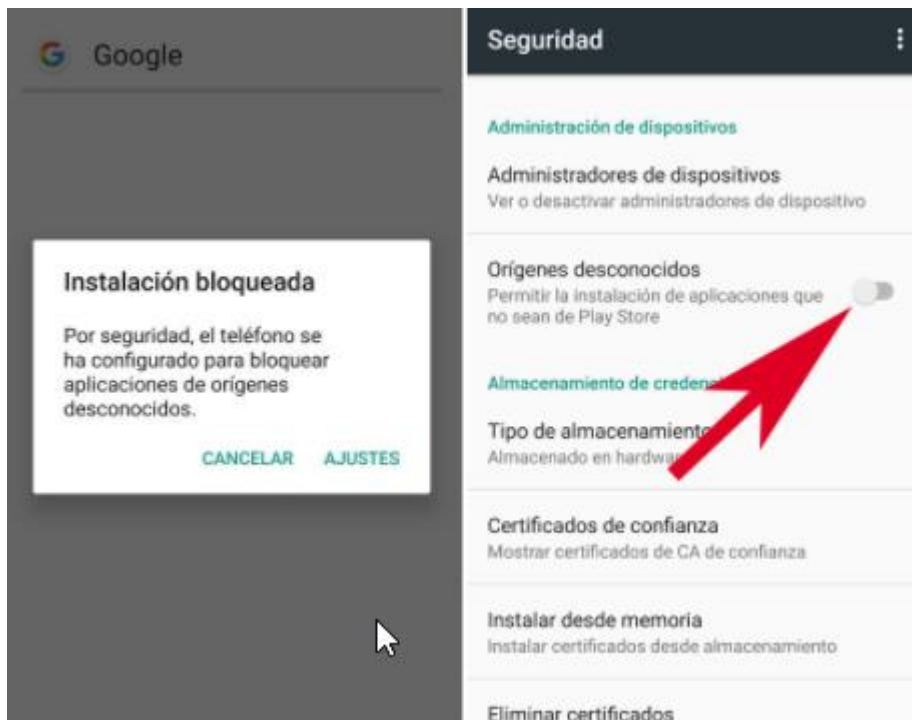 Google
Instalación bloqueada
Por seguridad, el teléfono se
ha configurado para bloquear
aplicaciones de orígenes
desconocidos.
CANCELAR AJUSTES
Seguridad
Administración de dispositivos
Administradores de dispositivos
Ver o desactivar administradores de dispositivo
Orígenes desconocidos
Permitir la instalación de aplicaciones que
no sean de Play Store
Almacenamiento de
Tipo de almacenamiento
Almacenado en
Certificados de confianza
Mostrar certificados de CA de confianza
Instalar desde memoria
Instalar certificados desde almacenamiento
Eliminar certificados